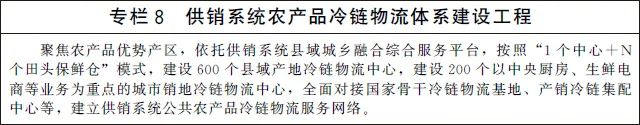 专栏8 供销系统农产品冷链物流体系建设工程
聚焦农产品优势产区，依托供销系统县域城乡融合综合服务平台，按照“1个中心+N
个田头保鲜仓”模式，建设600个县域产地冷链物流中心，建设200个以中央厨房、生鲜电
商等业务为重点的城市销地冷链物流中心，全面对接国家骨干冷链物流基地、产销冷链集配
中心等，建立供销系统公共农产品冷链物流服务网络。